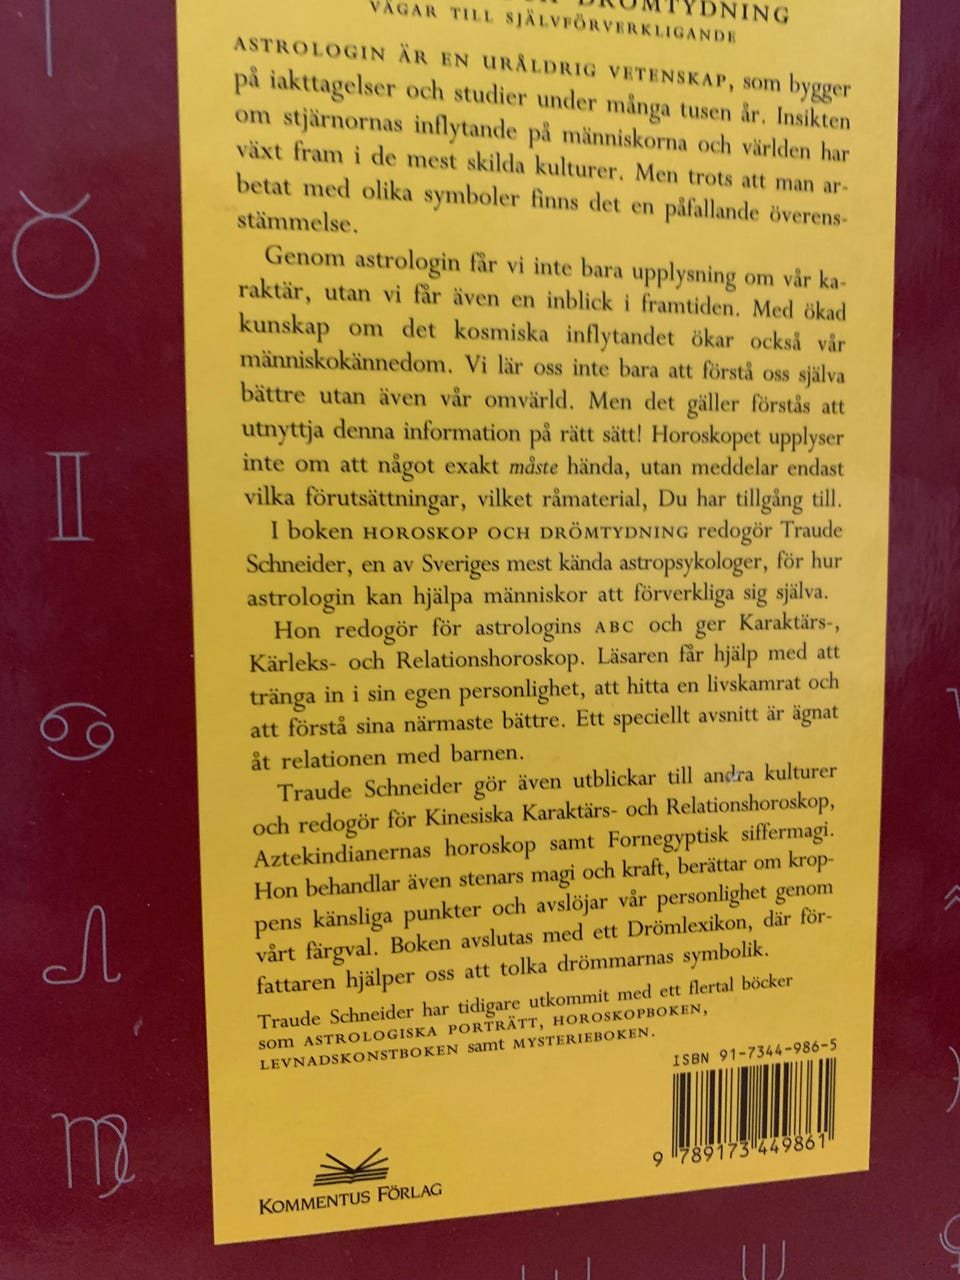 DRÖMTYDNING
VÄGAR TILL SJÄLVFÖRVERKLIGANDE
ASTROLOGIN ÄR EN URÅLDRIG VETENSKAP, som bygger
på iakttagelser och studier under många tusen år. Insikten
om stjärnornas inflytande på människorna och världen har
växt fram i de mest skilda kulturer. Men trots att man ar-
betat med olika symboler finns det en påfallande överens-
stämmelse.
Genom astrologin får vi inte bara upplysning om vår ka-
raktär, utan vi får även en inblick i framtiden. Med ökad
kunskap om det kosmiska inflytandet ökar också vår
människokännedom. Vi lär oss inte bara att förstå oss själva
bättre utan även vår omvärld. Men det gäller förstås att
utnyttja denna information på rätt sätt! Horoskopet upplyser
inte om att något exakt måste hända, utan meddelar endast
vilka förutsättningar, vilket råmaterial, Du har tillgång till.
I boken HOROSKOP OCH DRÖMTYDNING redogör Traude
Schneider, en av Sveriges mest kända astropsykologer, för hur
astrologin kan hjälpa människor att förverkliga sig själva.
Hon redogör för astrologins ABC och ger Karaktärs-,
Kärleks- och Relationshoroskop. Läsaren får hjälp med att
tränga in i sin egen personlighet, att hitta en livskamrat och
att förstå sina närmaste bättre. Ett speciellt avsnitt är ägnat
åt relationen med barnen.
Traude Schneider gör även utblickar till andra kulturer
och redogör för Kinesiska Karaktärs- och Relationshoroskop,
Aztekindianernas horoskop samt Fornegyptisk siffermagi.
Hon behandlar även stenars magi och kraft, berättar om krop-
pens känsliga punkter och avslöjar vår personlighet genom
vårt färgval. Boken avslutas med ett Drömlexikon, där för-
fattaren hjälper oss att tolka drömmarnas symbolik.
Traude Schneider har tidigare utkommit med ett flertal böcker
som ASTROLOGISKA PORTRÄTT, HOROSKOPBOKEN,
LEVNADSKONSTBOKEN samt MYSTERIEBOKEN.
ISBN 91-7344-986-5
9 789173 449861
KOMMENTUS FÖRLAG